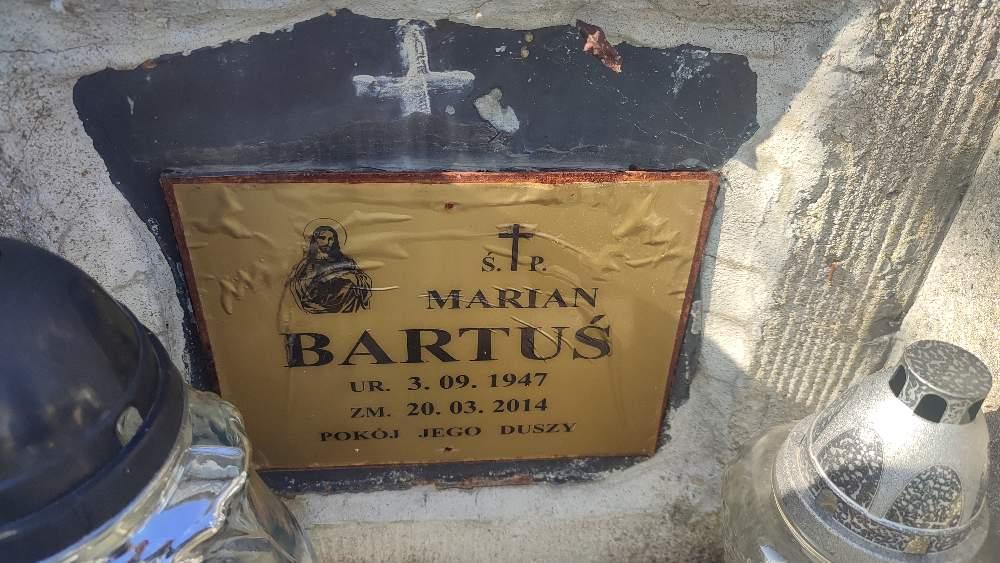 Ś. P.
MARIAN
BARTUŚ
UR. 3. 09. 1947
ZM. 20. 03. 2014
POKÓJ JEGO DUSZY